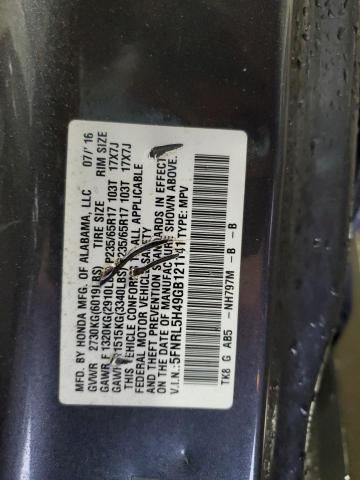 MFD. BY HONDA MFG. OF ALABAMA, LLC 07/'16
GVWR 2730KG(6019LBS) TIRE SIZE RIM SIZE
GAWR F 1320KG(2910LBS) P235/65R17 103T 17X7J
GAWR R 1515KG(3340LBS) P235/65R17 103T 17X7J
THIS VEHICLE CONFORMS TO ALL APPLICABLE
FEDERAL MOTOR VEHICLE SAFETY
AND THEFT PREVENTION STANDARDS IN EFFECT
ON THE DATE OF MANUFACTURE SHOWN ABOVE.
V.I.N.: TYPE: MPV
TK8 G AB5 - NH797M - B - B